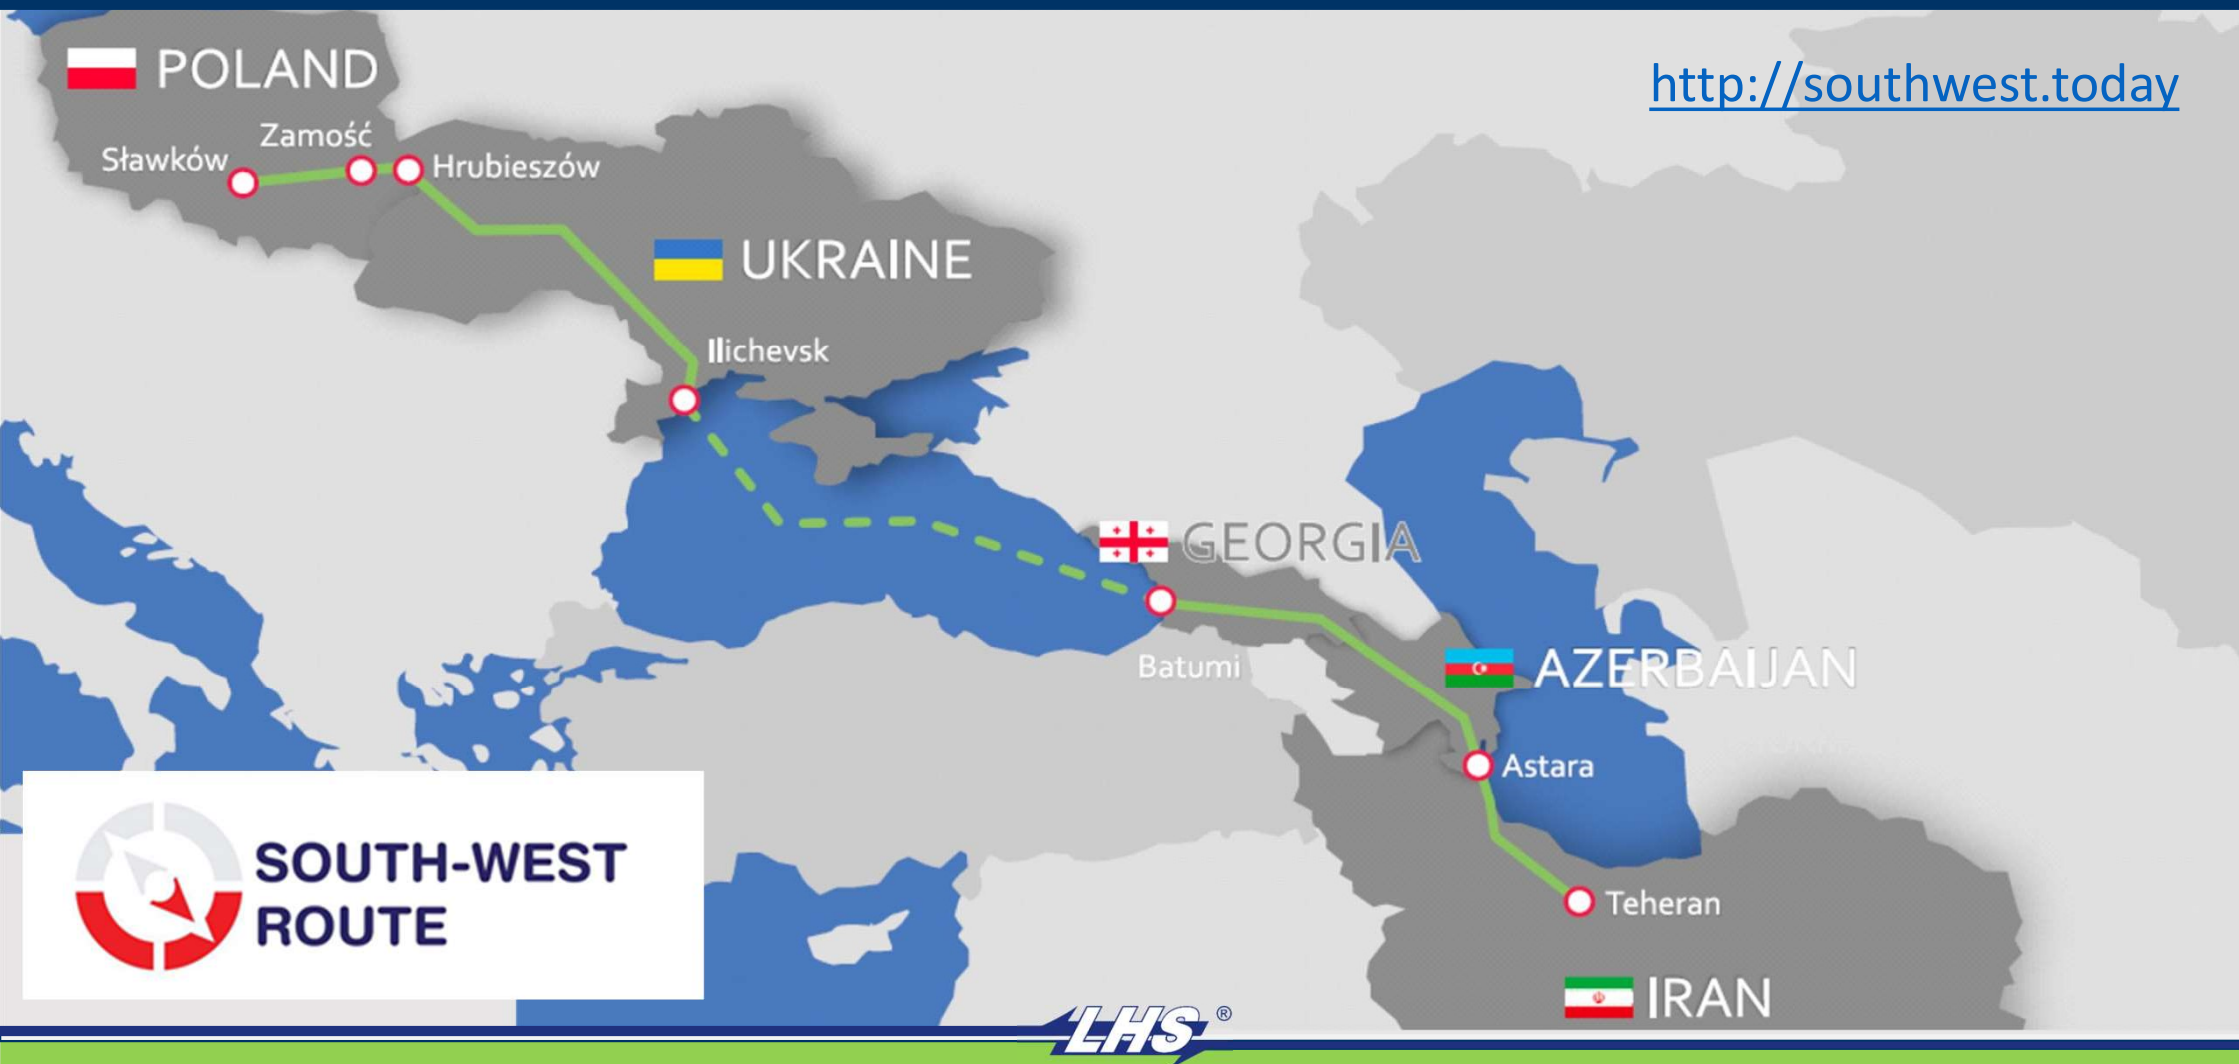 POLAND
http://southwest.today
Zamość
Sławków
Hrubieszów
UKRAINE
Ilichevsk
GEORGIA
Batumi
AZERBAIJAN
Astara
SOUTH-WEST
ROUTE
Teheran
IRAN
LHS ®